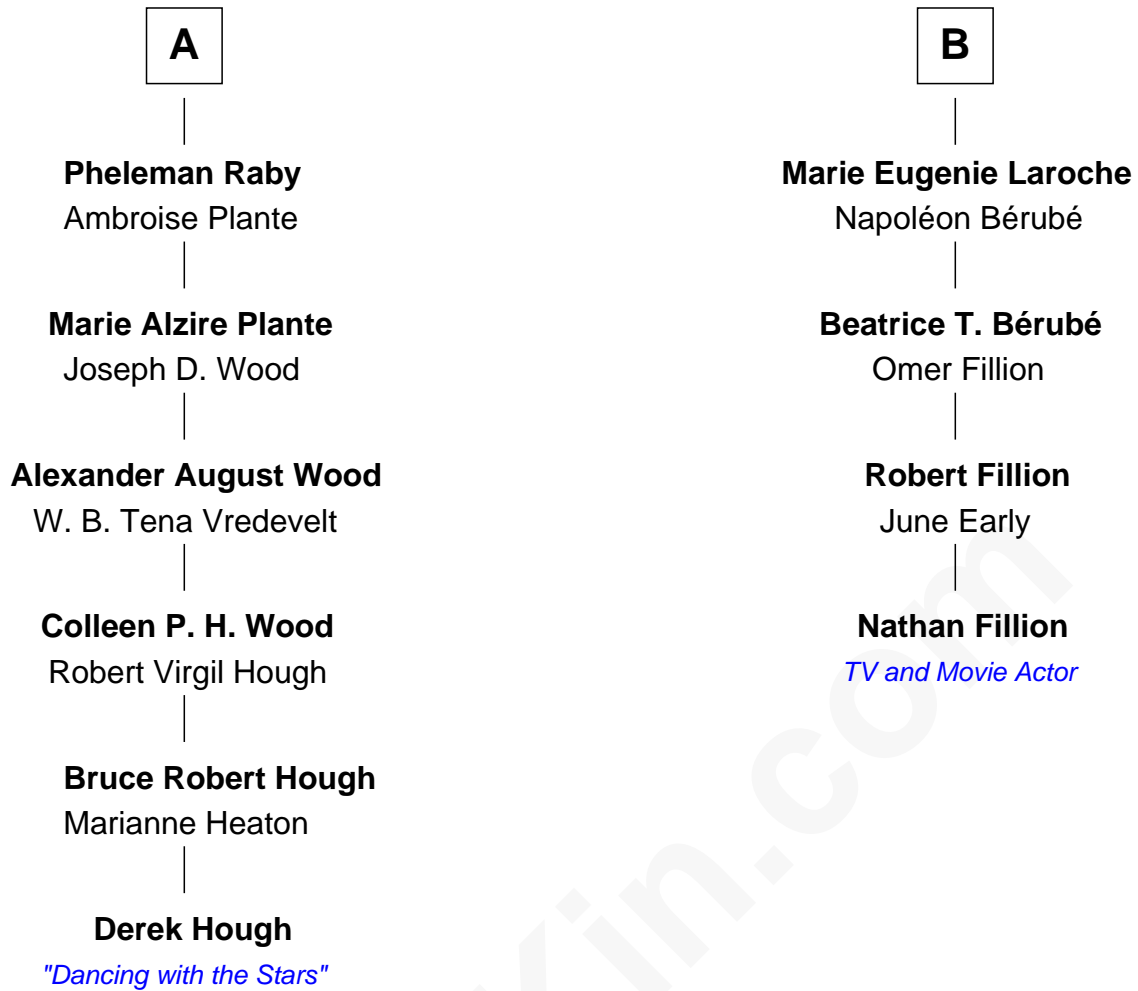 A
Pheleman Raby
Ambroise Plante
Marie Alzire Plante
Joseph D. Wood
Alexander August Wood
W. B. Tena Vredevelt
Colleen P. H. Wood
Robert Virgil Hough
Bruce Robert Hough
Marianne Heaton
Derek Hough
"Dancing with the Stars"
B
Marie Eugenie Laroche
Napoléon Bérubé
Beatrice T. Bérubé
Omer Fillion
Robert Fillion
June Early
Nathan Fillion
TV and Movie Actor
Kin.com